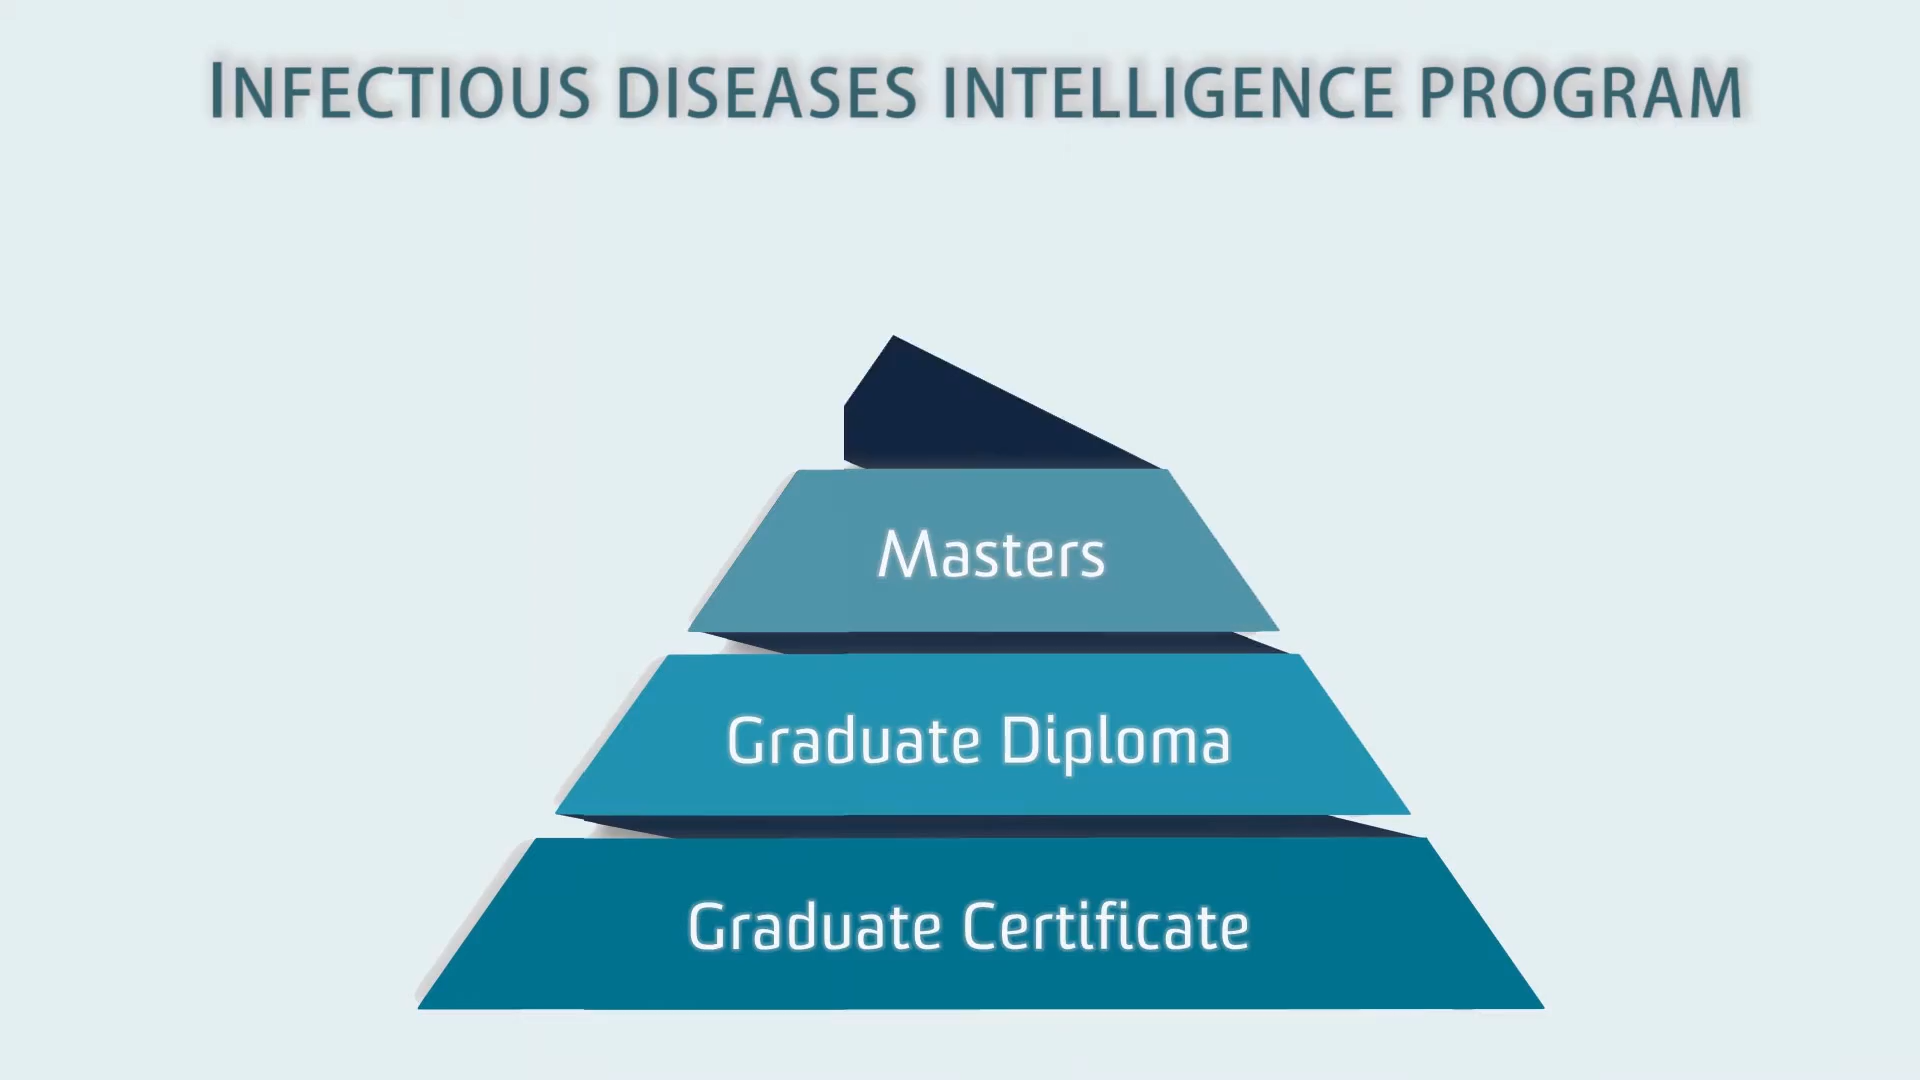 INFECTIOUS DISEASES INTELLIGENCE PROGRAM
Masters
Graduate Diploma
Graduate Certificate